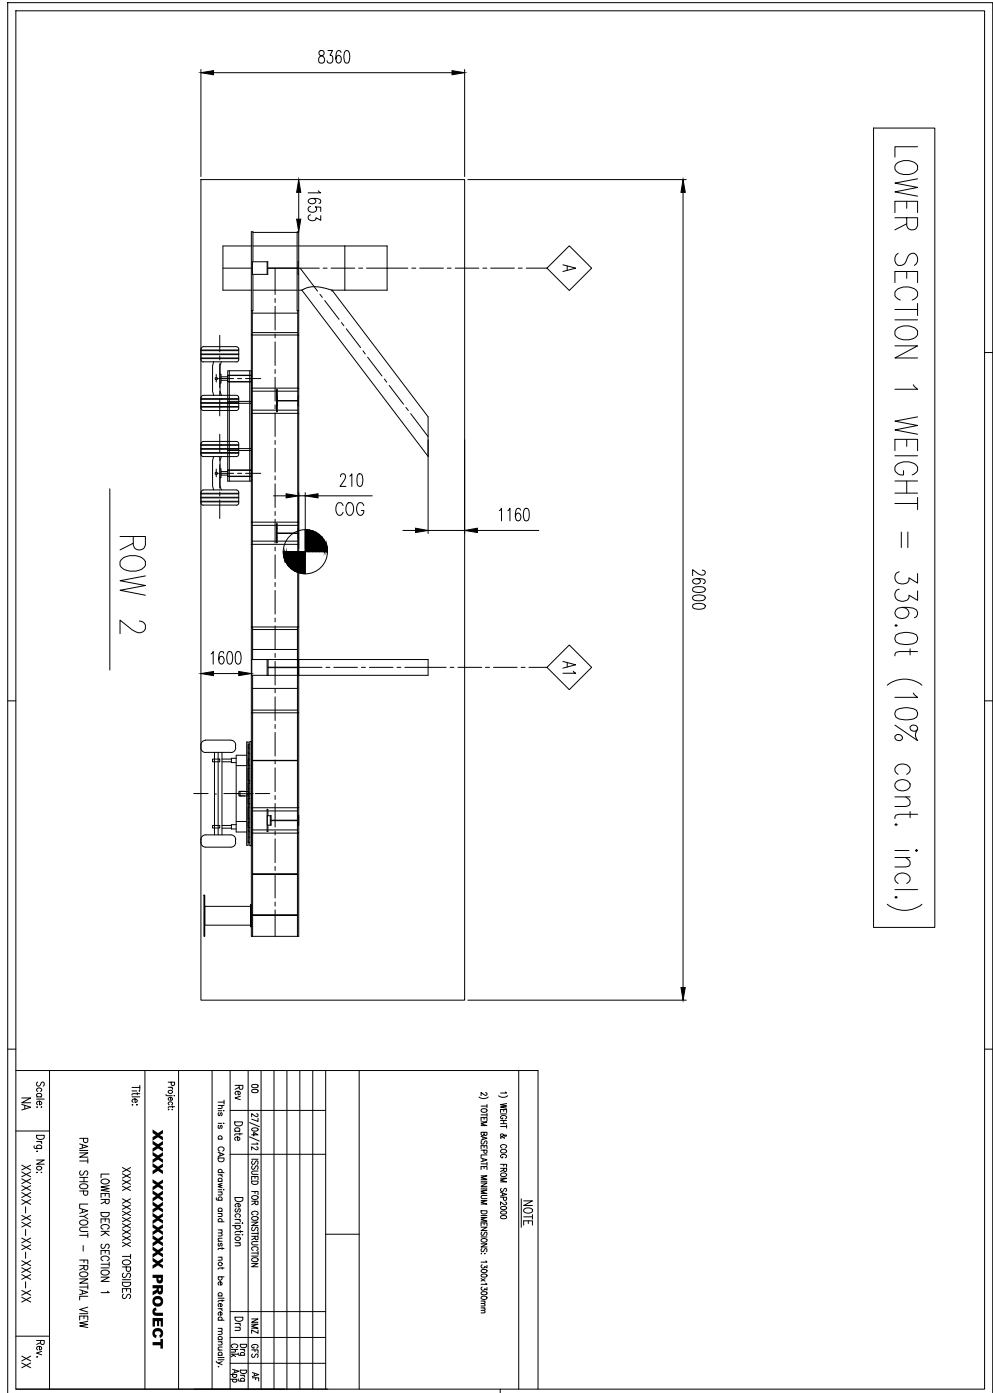 LOWER SECTION 1 WEIGHT = 336.0t (10% cont. incl.)
26000
8360
1653
A
210
COG
1160
A1
1600
ROW 2
NOTE
1) WEIGHT & COG FROM SAP2000
2) TOTEM BASEPLATE MINIMUM DIMENSIONS: 1300x1300mm
00 27/04/12 ISSUED FOR CONSTRUCTION NMZ GFS AF
Rev Date Description Drn Drg Chk Drg App
This is a CAD drawing and must not be altered manually.
Project:
XXXX XXXXXXXXX PROJECT
Title:
XXXX XXXXXXXX TOPSIDES
LOWER DECK SECTION 1
PAINT SHOP LAYOUT - FRONTAL VIEW
Scale: Drg. No: Rev.
NA XXXXXX-XX-XX-XXX-XX XX